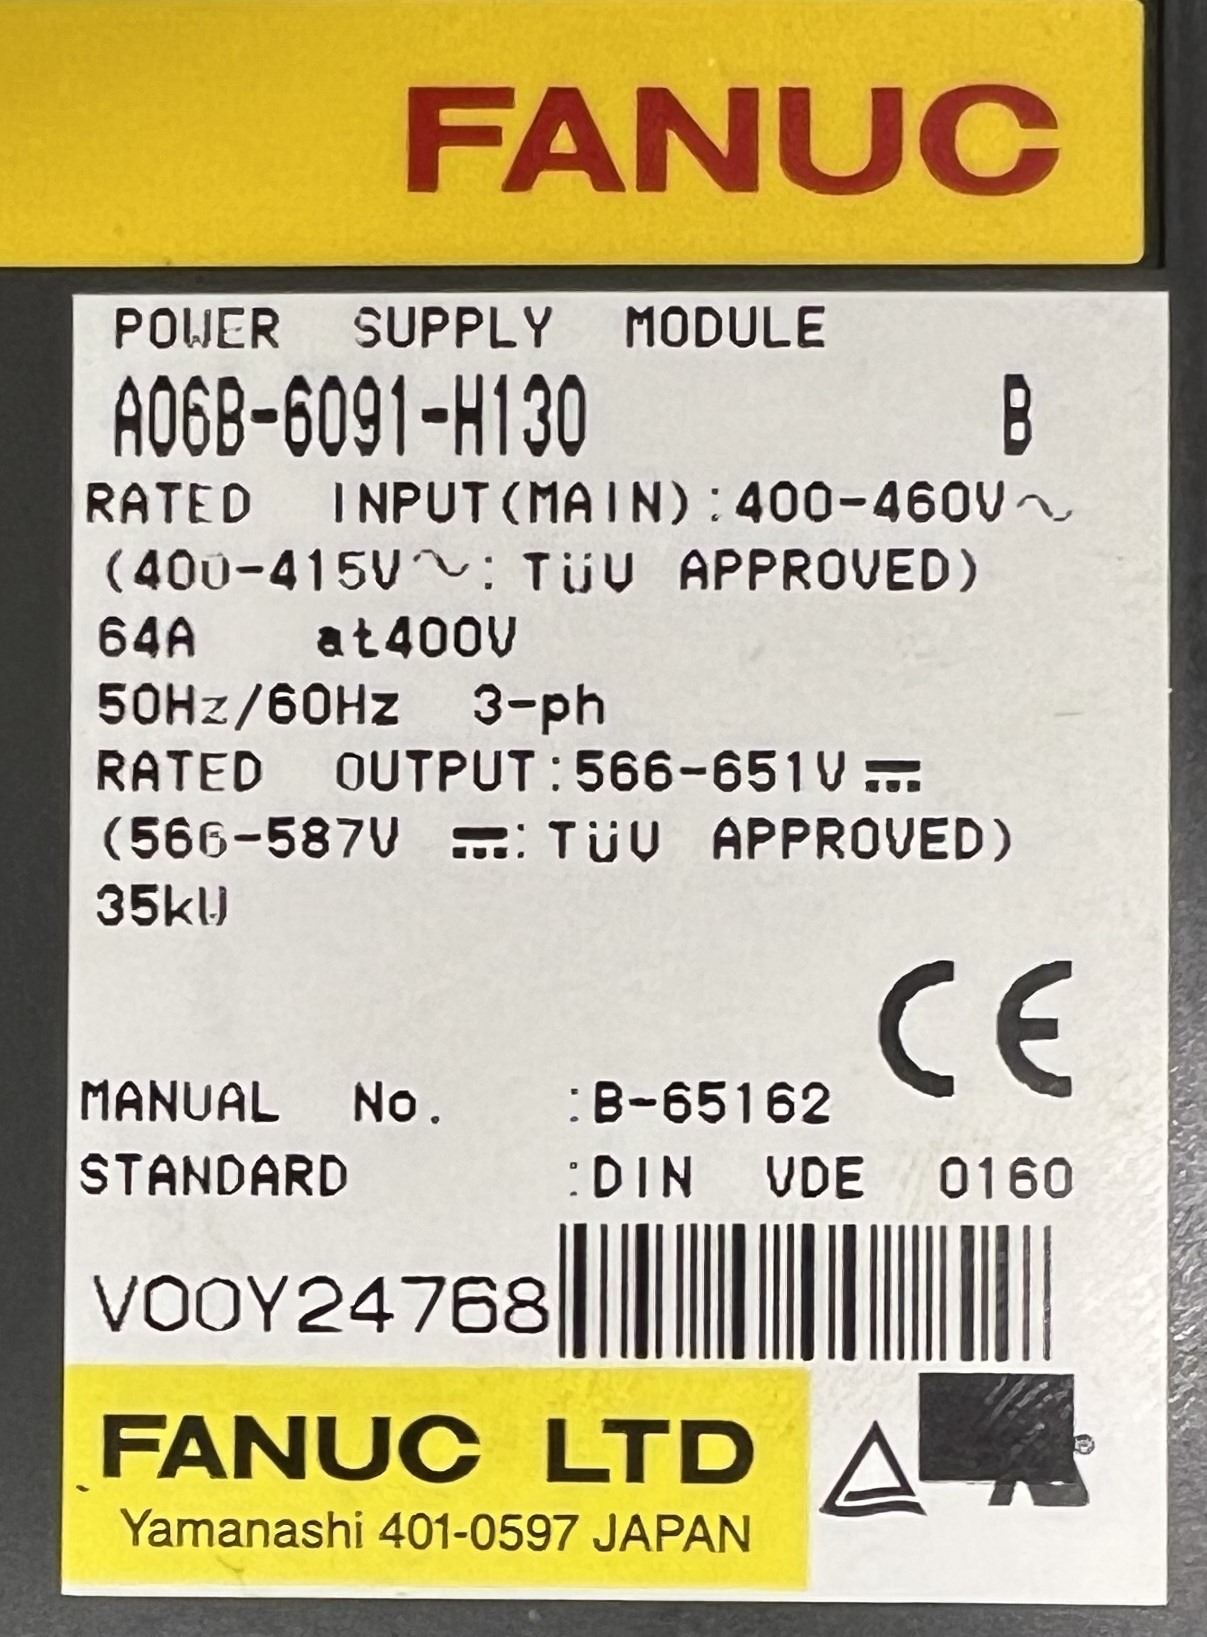 FANUC
POWER SUPPLY MODULE
A06B-6091-H130 B
RATED INPUT(MAIN):400-460V～
(400-415V～: TüV APPROVED)
64A at400V
50Hz/60Hz 3-ph
RATED OUTPUT:566-651V⎓
(566-587V ⎓: TüV APPROVED)
35kW
CE
MANUAL No. :B-65162
STANDARD :DIN VDE 0160
V00Y24768
FANUC LTD
Yamanashi 401-0597 JAPAN